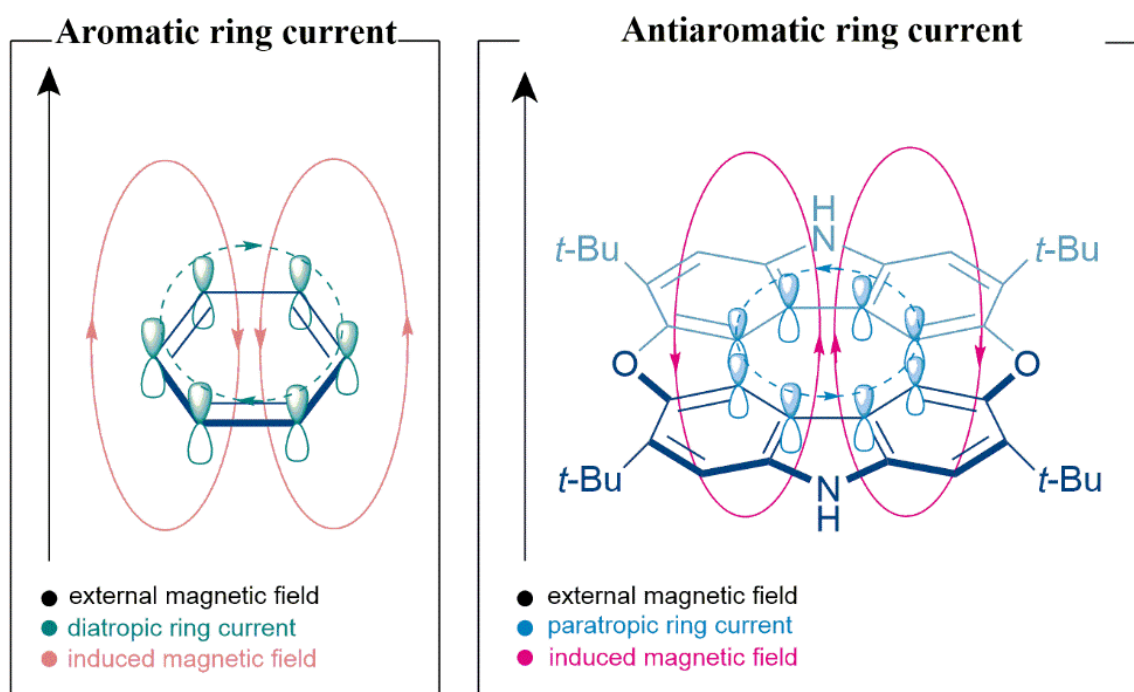 Aromatic ring current
external magnetic field
diatropic ring current
induced magnetic field
Antiaromatic ring current
H
N
t-Bu
t-Bu
O
O
t-Bu
t-Bu
N
H
external magnetic field
paratropic ring current
induced magnetic field